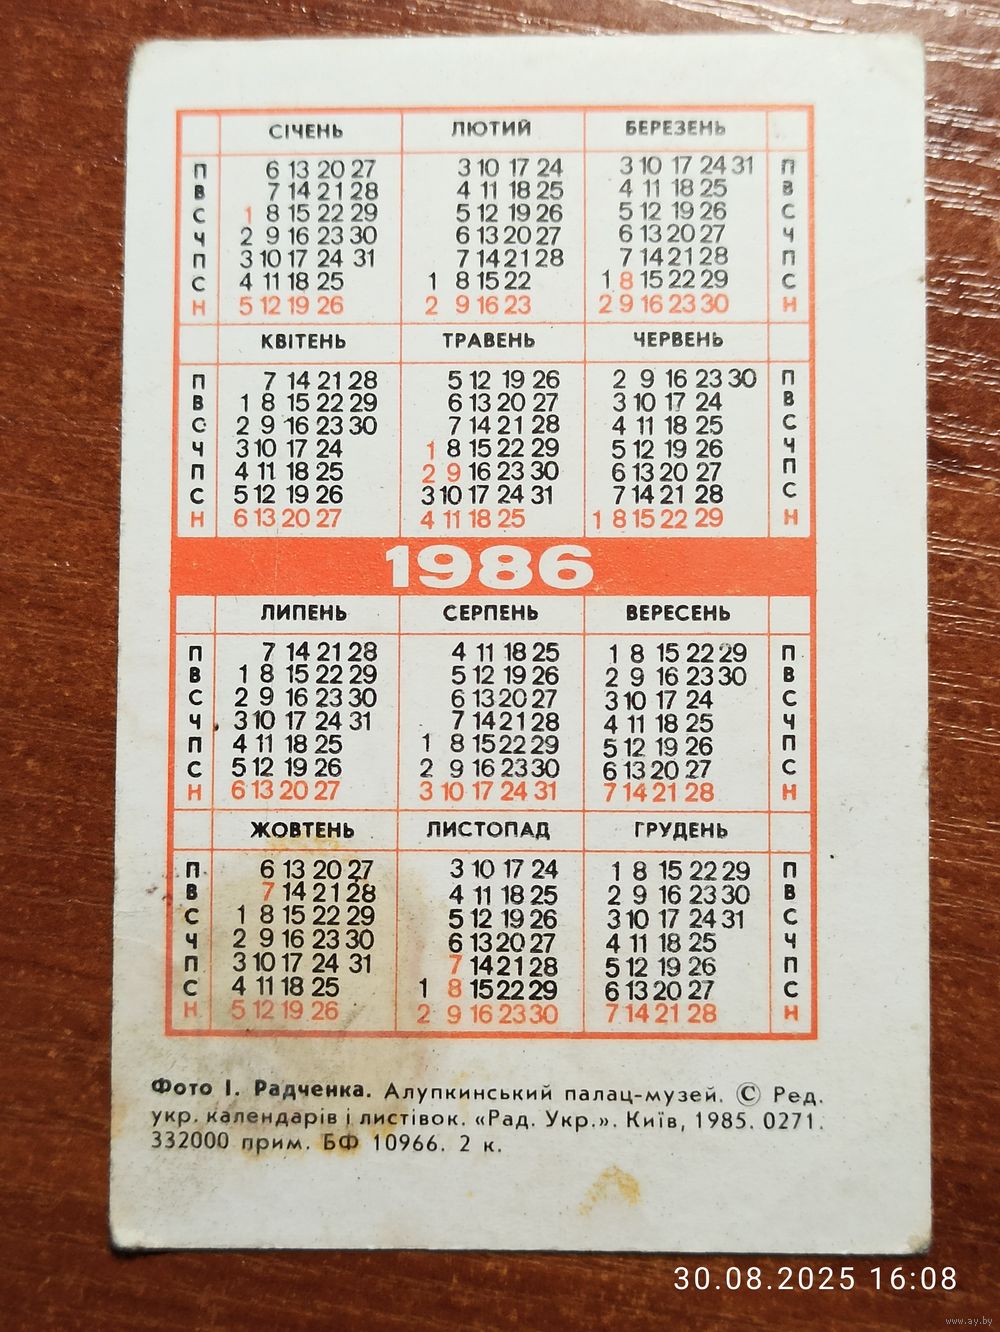 СІЧЕНЬ ЛЮТИЙ БЕРЕЗЕНЬ
П 6 13 20 27 3 10 17 24 3 10 17 24 31 П
В 7 14 21 28 4 11 18 25 4 11 18 25 В
С 1 8 15 22 29 5 12 19 26 5 12 19 26 С
Ч 2 9 16 23 30 6 13 20 27 6 13 20 27 Ч
П 3 10 17 24 31 7 14 21 28 7 14 21 28 П
С 4 11 18 25 1 8 15 22 1 8 15 22 29 С
Н 5 12 19 26 2 9 16 23 2 9 16 23 30 Н
КВІТЕНЬ ТРАВЕНЬ ЧЕРВЕНЬ
П 7 14 21 28 5 12 19 26 2 9 16 23 30 П
В 1 8 15 22 29 6 13 20 27 3 10 17 24 В
С 2 9 16 23 30 7 14 21 28 4 11 18 25 С
Ч 3 10 17 24 1 8 15 22 29 5 12 19 26 Ч
П 4 11 18 25 2 9 16 23 30 6 13 20 27 П
С 5 12 19 26 3 10 17 24 31 7 14 21 28 С
Н 6 13 20 27 4 11 18 25 1 8 15 22 29 Н
1986
ЛИПЕНЬ СЕРПЕНЬ ВЕРЕСЕНЬ
П 7 14 21 28 4 11 18 25 1 8 15 22 29 П
В 1 8 15 22 29 5 12 19 26 2 9 16 23 30 В
С 2 9 16 23 30 6 13 20 27 3 10 17 24 С
Ч 3 10 17 24 31 7 14 21 28 4 11 18 25 Ч
П 4 11 18 25 1 8 15 22 29 5 12 19 26 П
С 5 12 19 26 2 9 16 23 30 6 13 20 27 С
Н 6 13 20 27 3 10 17 24 31 7 14 21 28 Н
ЖОВТЕНЬ ЛИСТОПАД ГРУДЕНЬ
П 6 13 20 27 3 10 17 24 1 8 15 22 29 П
В 7 14 21 28 4 11 18 25 2 9 16 23 30 В
С 1 8 15 22 29 5 12 19 26 3 10 17 24 31 С
Ч 2 9 16 23 30 6 13 20 27 4 11 18 25 Ч
П 3 10 17 24 31 7 14 21 28 5 12 19 26 П
С 4 11 18 25 1 8 15 22 29 6 13 20 27 С
Н 5 12 19 26 2 9 16 23 30 7 14 21 28 Н
Фото І. Радченка. Алупкинський палац-музей. © Ред.
укр. календарів і листівок. «Рад. Укр.». Київ, 1985. 0271.
332000 прим. БФ 10966. 2 к.
30.08.2025 16:08
www.ay.by